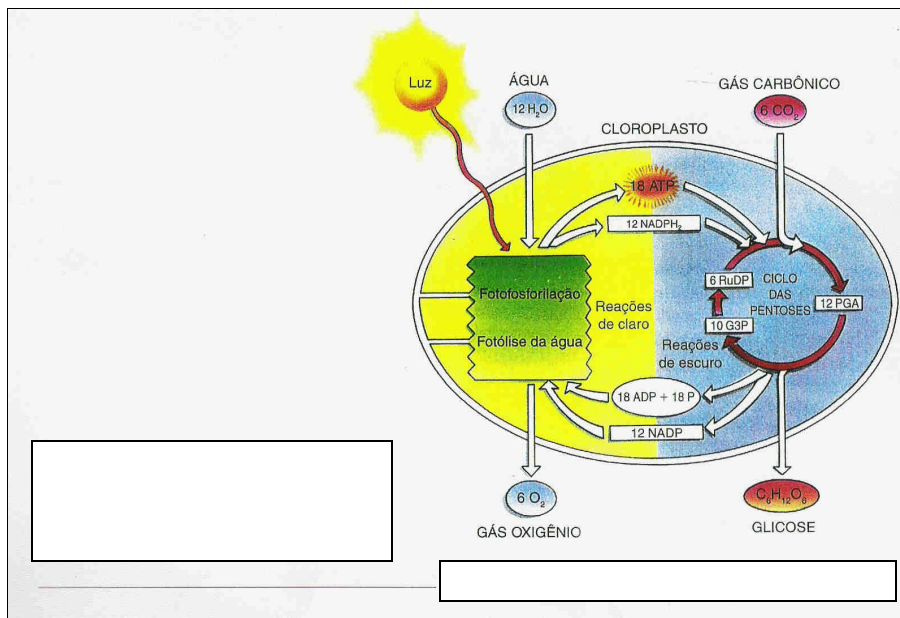 Luz
ÁGUA
12 H₂O
GÁS CARBÔNICO
6 CO₂
CLOROPLASTO
18 ATP
12 NADPH₂
Fotofosforilação
Fotólise da água
Reações
de claro
6 RuDP
CICLO
DAS
PENTOSES
12 PGA
10 G3P
Reações
de escuro
18 ADP + 18 P
12 NADP
6 O₂
GÁS OXIGÊNIO
C₆H₁₂O₆
GLICOSE